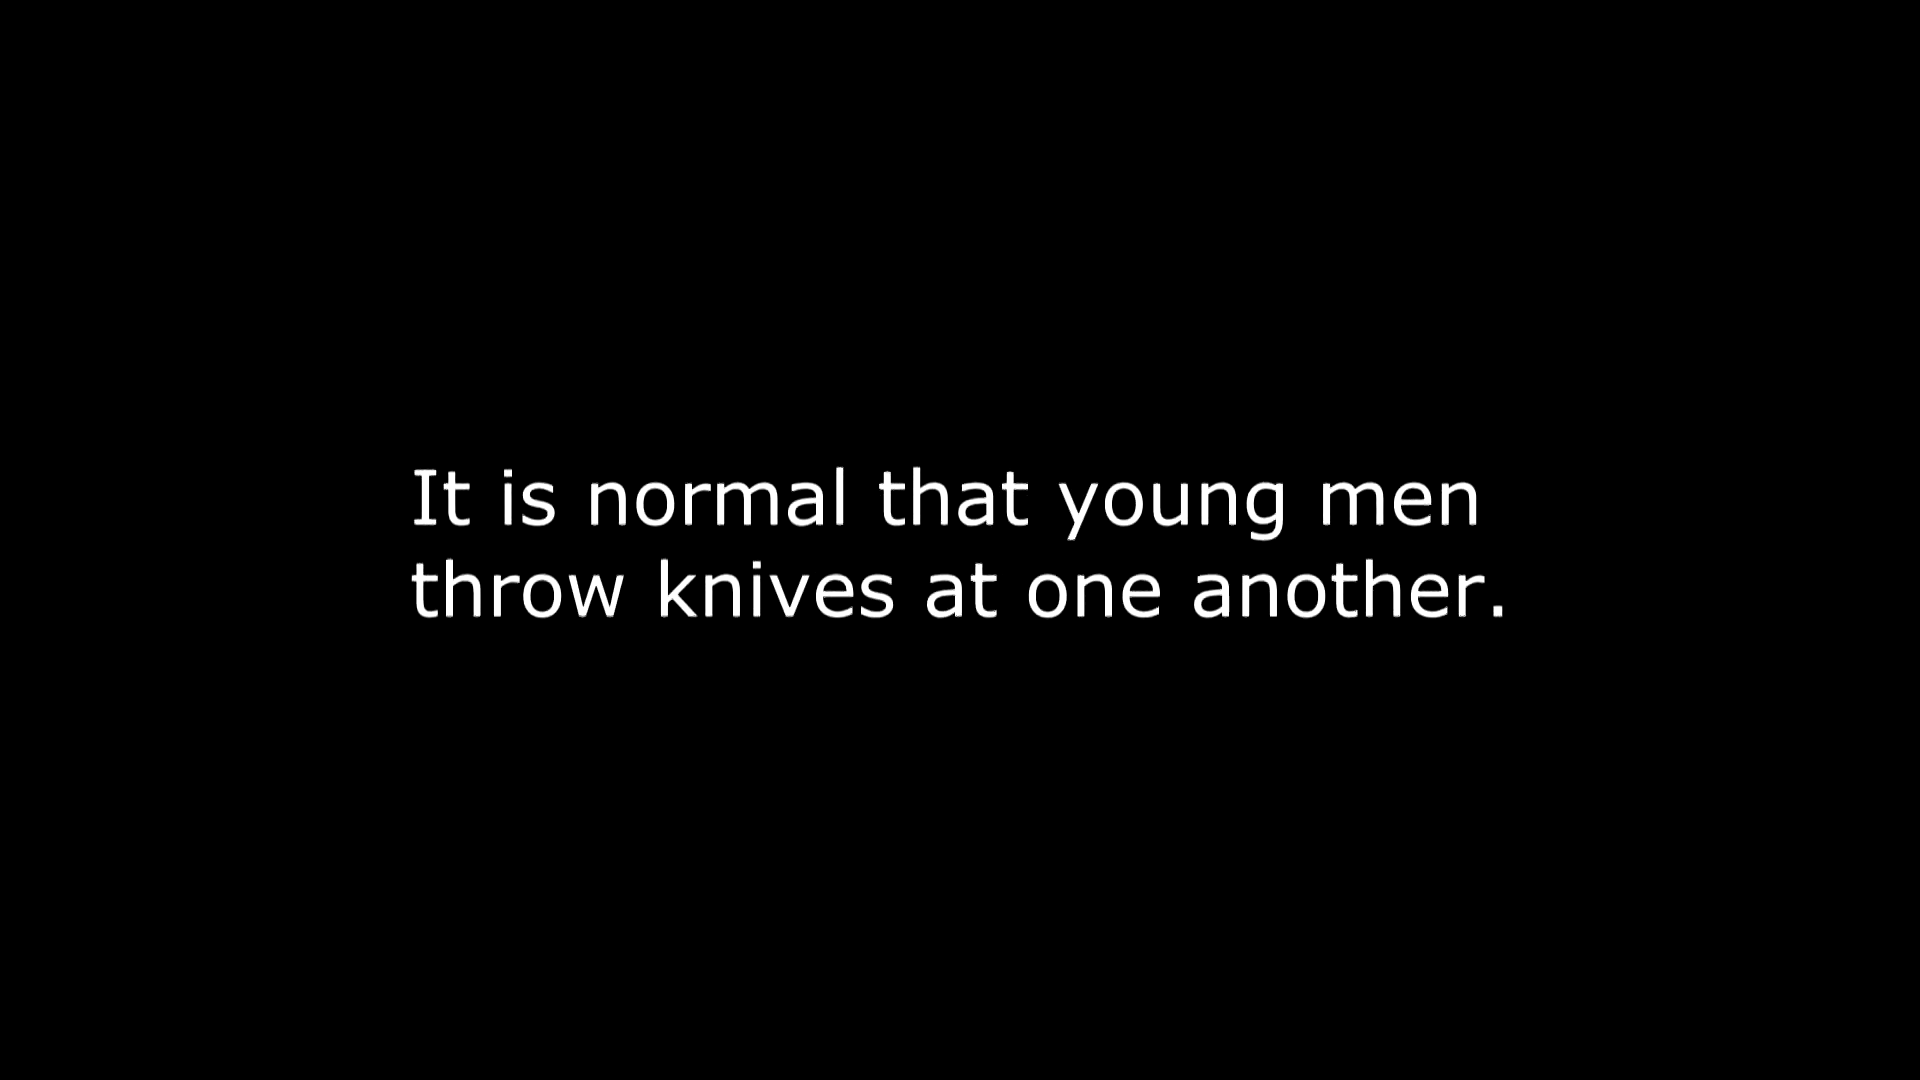 It is normal that young men
throw knives at one another.